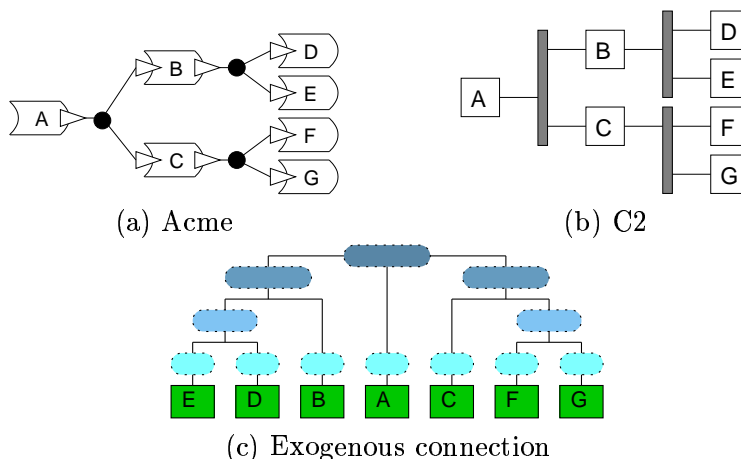 D
B
E
A
F
C
G
(a) Acme
D
B
E
A
C
F
G
(b) C2
E D B A C F G
(c) Exogenous connection